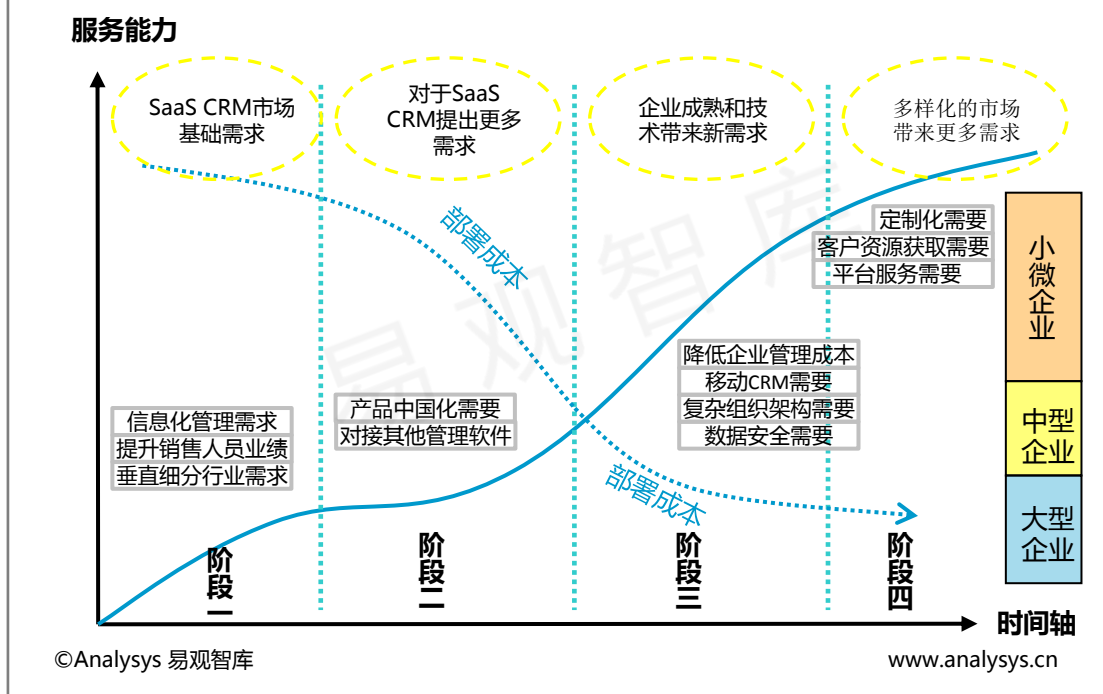 服务能力
SaaS CRM市场
基础需求
对于SaaS
CRM提出更多
需求
企业成熟和技
术带来新需求
多样化的市场
带来更多需求
部署成本
定制化需要
客户资源获取需要
平台服务需要
小微企业
降低企业管理成本
移动CRM需要
复杂组织架构需要
数据安全需要
信息化管理需求
提升销售人员业绩
垂直细分行业需求
产品中国化需要
对接其他管理软件
中型
企业
部署成本
大型
企业
阶段一
阶段二
阶段三
阶段四
时间轴
易观智库
©Analysys 易观智库
www.analysys.cn